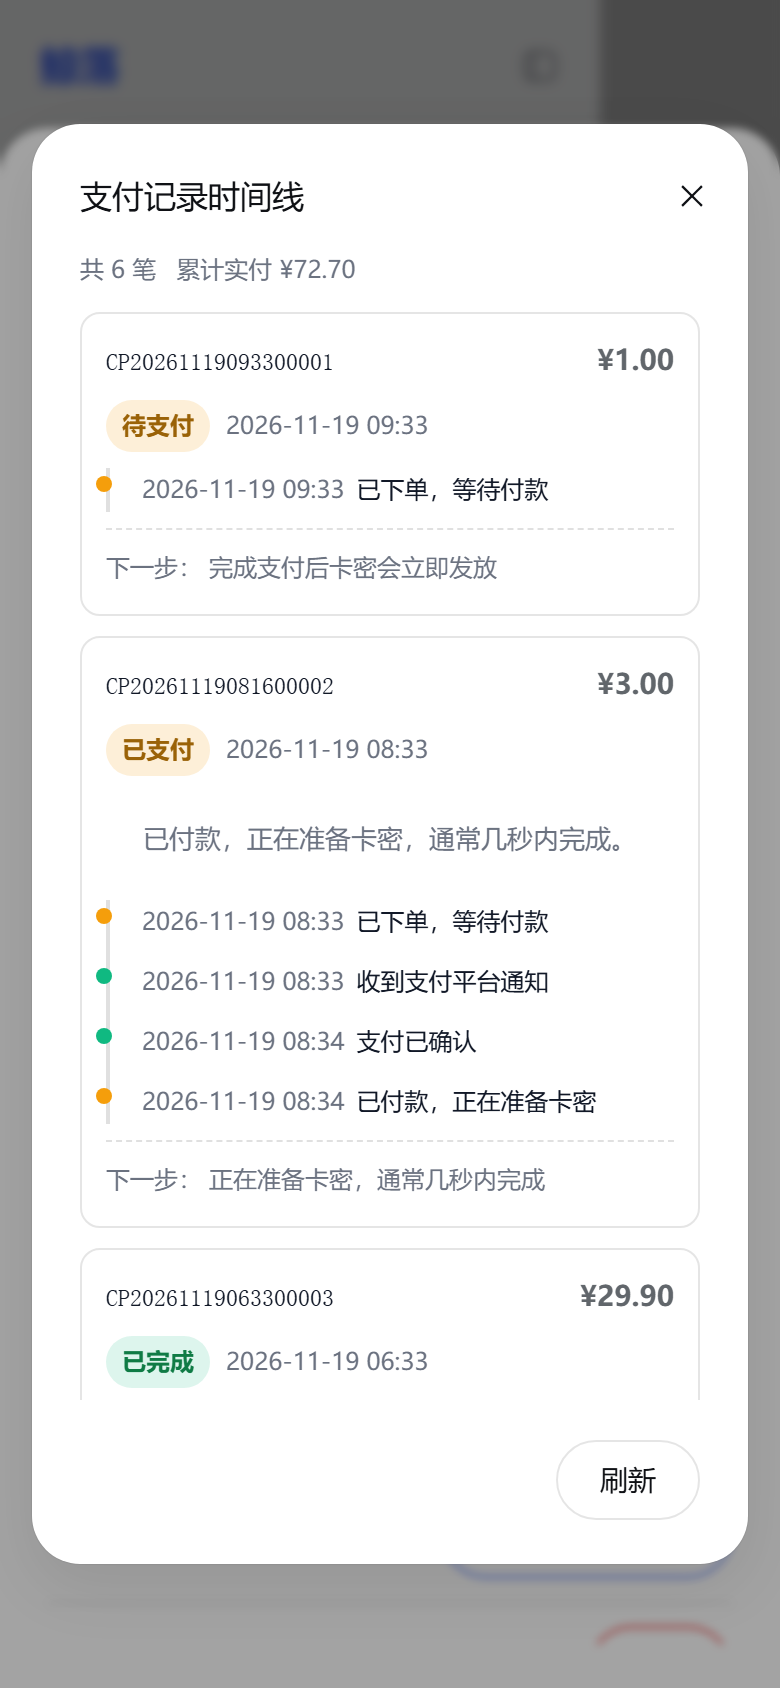 支付记录时间线
共 6 笔 累计实付 ¥72.70
CP20261119093300001 ¥1.00
待支付 2026-11-19 09:33
2026-11-19 09:33 已下单，等待付款
下一步： 完成支付后卡密会立即发放
CP20261119081600002 ¥3.00
已支付 2026-11-19 08:33
已付款，正在准备卡密，通常几秒内完成。
2026-11-19 08:33 已下单，等待付款
2026-11-19 08:33 收到支付平台通知
2026-11-19 08:34 支付已确认
2026-11-19 08:34 已付款，正在准备卡密
下一步： 正在准备卡密，通常几秒内完成
CP20261119063300003 ¥29.90
已完成 2026-11-19 06:33
刷新